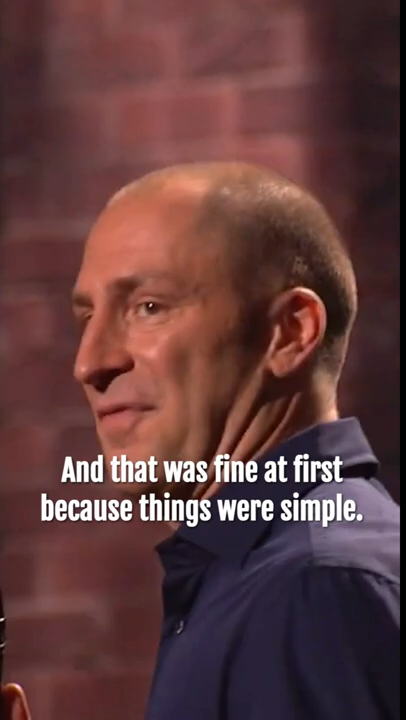 And that was fine at first
because things were simple.